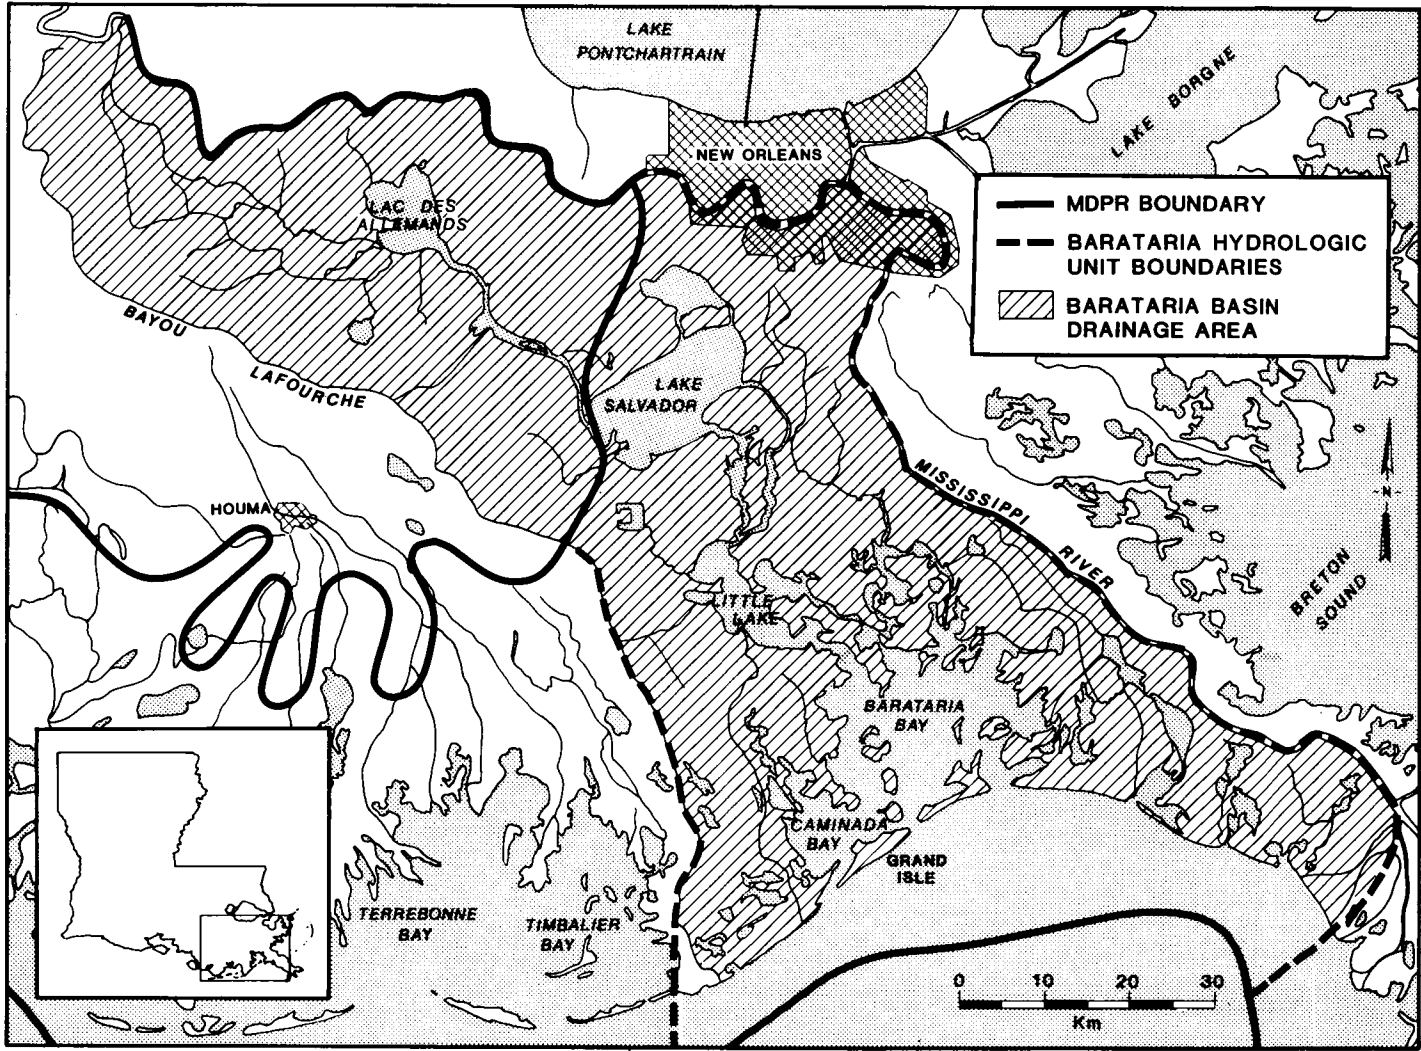 LAKE
PONTCHARTRAIN
LAKE BORGNE
NEW ORLEANS
MDPR BOUNDARY
BARATARIA HYDROLOGIC
UNIT BOUNDARIES
BARATARIA BASIN
DRAINAGE AREA
LAC DES
ALLEMANDS
BAYOU
LAFOURCHE
LAKE
SALVADOR
MISSISSIPPI
RIVER
-N-
HOUMA
BRETON
SOUND
LITTLE
LAKE
BARATARIA
BAY
CAMINADA
BAY
GRAND
ISLE
TERREBONNE
BAY
TIMBALIER
BAY
0 10 20 30
Km